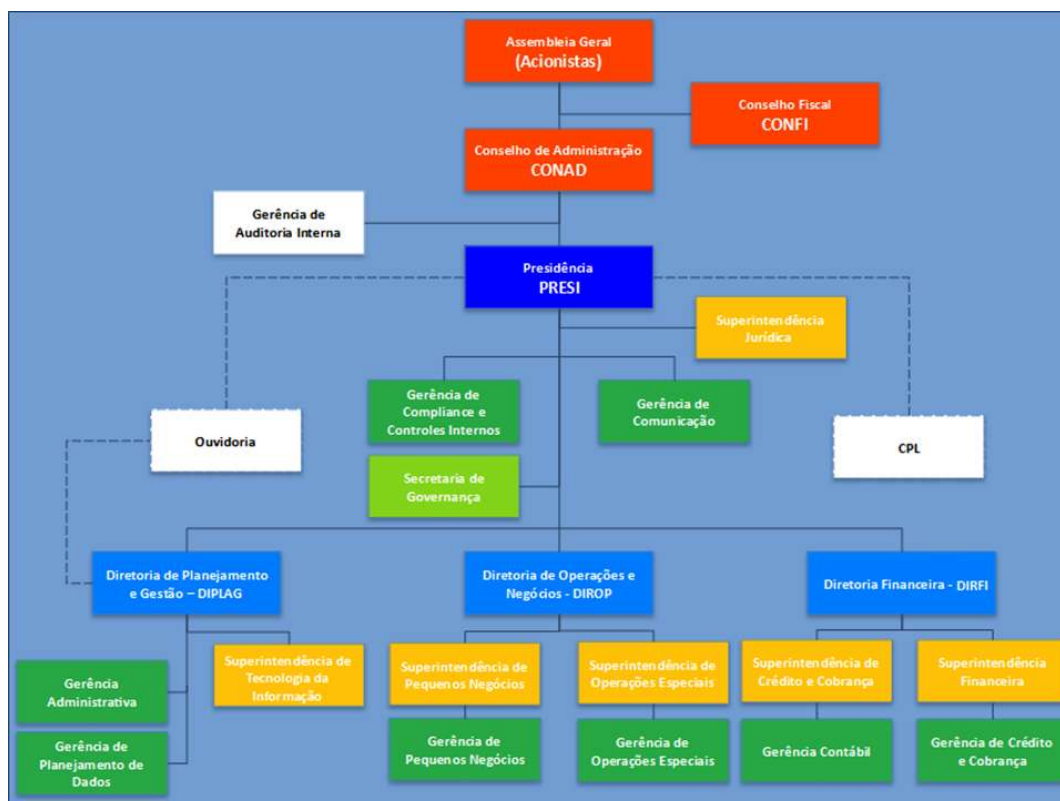 Assembleia Geral
(Acionistas)
Conselho Fiscal
CONFI
Conselho de Administração
CONAD
Gerência de
Auditoria Interna
Presidência
PRESI
Superintendência
Jurídica
Gerência de
Compliance e
Controles Internos
Gerência de
Comunicação
Ouvidoria
CPL
Secretaria de
Governança
Diretoria de Planejamento
e Gestão – DIPLAG
Diretoria de Operações e
Negócios - DIROP
Diretoria Financeira - DIRFI
Gerência
Administrativa
Superintendência de
Tecnologia da
Informação
Superintendência de
Pequenos Negócios
Superintendência de
Operações Especiais
Superintendência de
Crédito e Cobrança
Superintendência
Financeira
Gerência de
Planejamento de
Dados
Gerência de
Pequenos Negócios
Gerência de
Operações Especiais
Gerência Contábil
Gerência de Crédito
e Cobrança